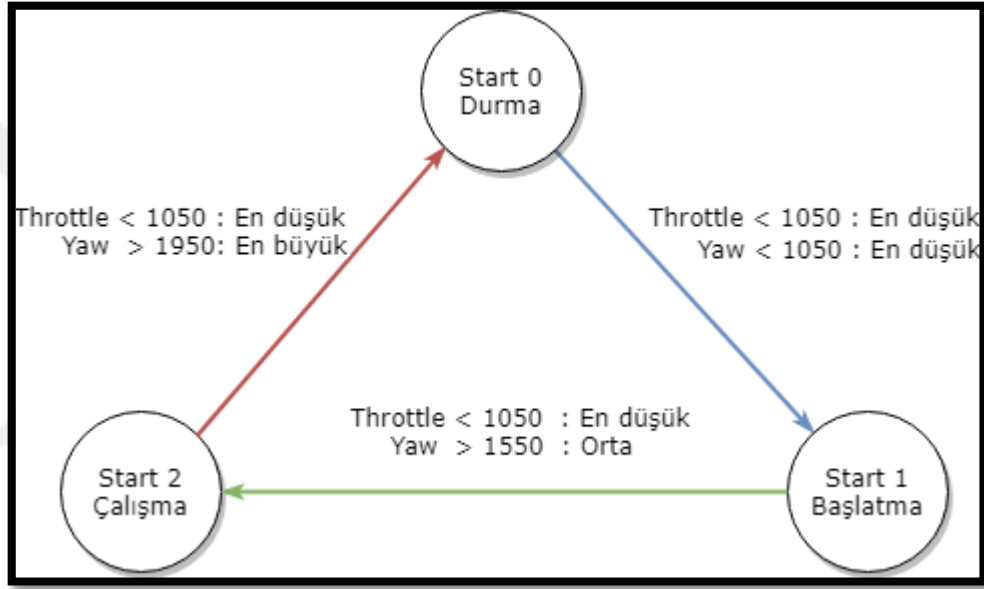 Start 0
Durma
Throttle < 1050 : En düşük
Yaw > 1950: En büyük
Throttle < 1050 : En düşük
Yaw < 1050 : En düşük
Throttle < 1050 : En düşük
Yaw > 1550 : Orta
Start 2
Çalışma
Start 1
Başlatma